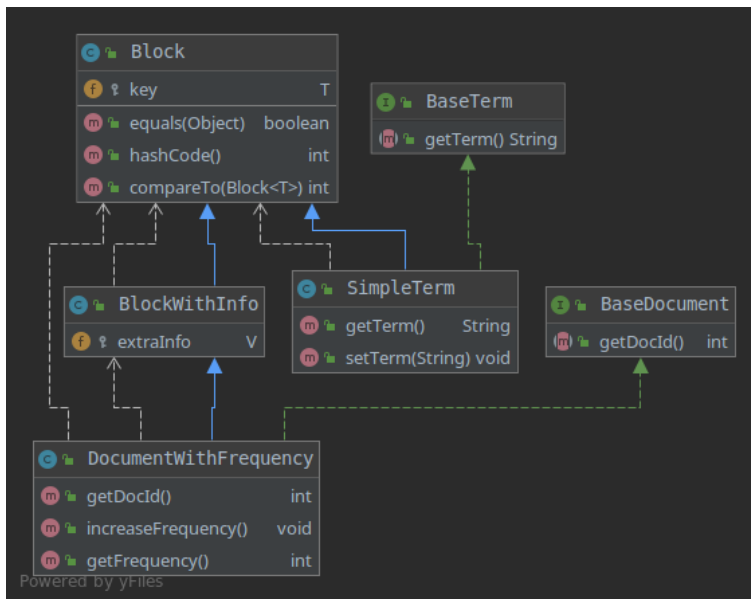 Block
key T
equals(Object) boolean
hashCode() int
compareTo(Block<T>) int
BaseTerm
getTerm() String
BlockWithInfo
extraInfo V
SimpleTerm
getTerm() String
setTerm(String) void
BaseDocument
getDocId() int
DocumentWithFrequency
getDocId() int
increaseFrequency() void
getFrequency() int
Powered by yFiles